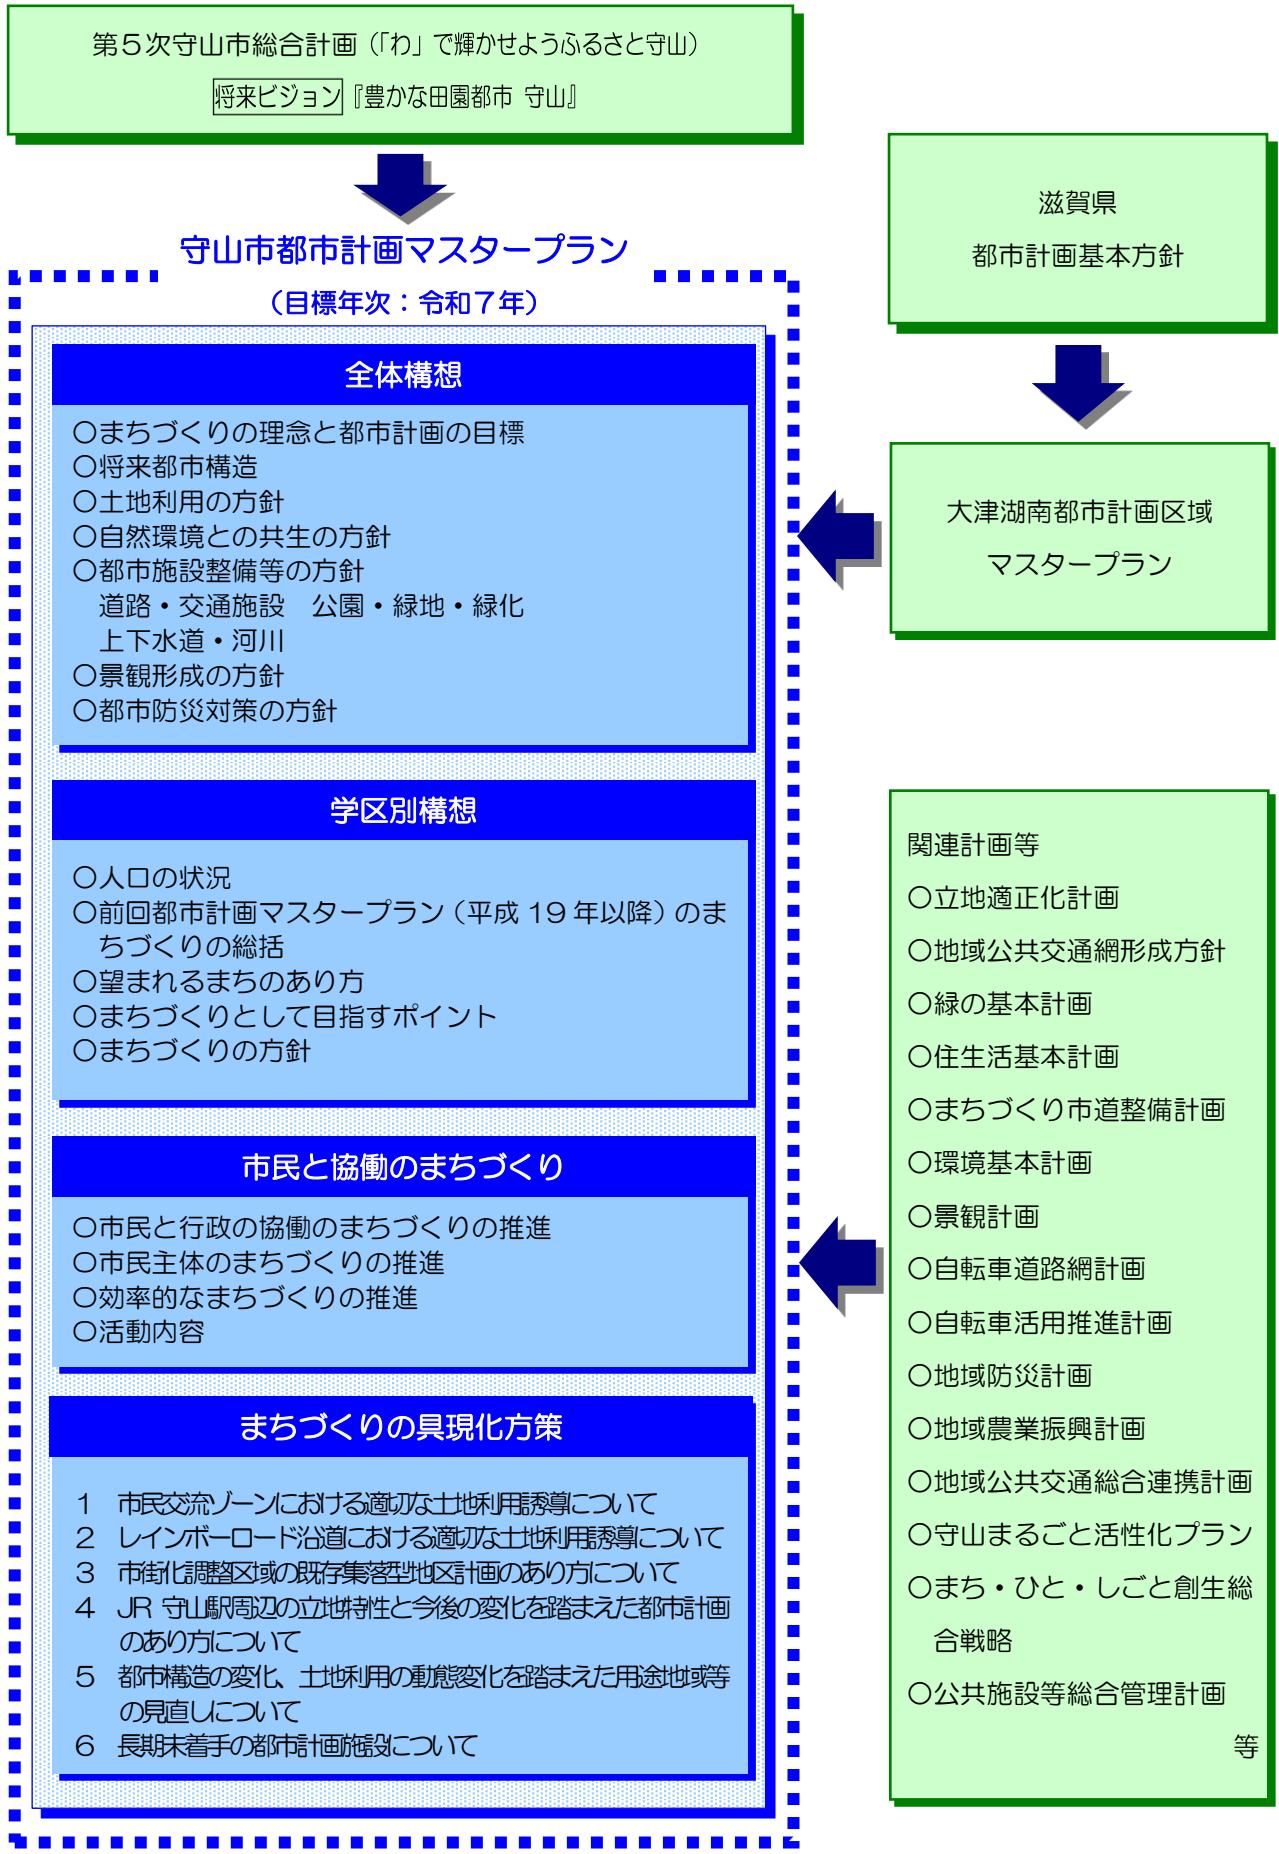 第５次守山市総合計画（「わ」で輝かせようふるさと守山）
将来ビジョン『豊かな田園都市 守山』
守山市都市計画マスタープラン
（目標年次：令和７年）
全体構想
○まちづくりの理念と都市計画の目標
○将来都市構造
○土地利用の方針
○自然環境との共生の方針
○都市施設整備等の方針
道路・交通施設　公園・緑地・緑化
上下水道・河川
○景観形成の方針
○都市防災対策の方針
学区別構想
○人口の状況
○前回都市計画マスタープラン（平成 19 年以降）のま
ちづくりの総括
○望まれるまちのあり方
○まちづくりとして目指すポイント
○まちづくりの方針
市民と協働のまちづくり
○市民と行政の協働のまちづくりの推進
○市民主体のまちづくりの推進
○効率的なまちづくりの推進
○活動内容
まちづくりの具現化方策
１　市民交流ゾーンにおける適切な土地利用誘導について
２　レインボーロード沿道における適切な土地利用誘導について
３　市街化調整区域の既存集落型地区計画のあり方について
４　JR 守山駅周辺の立地特性と今後の変化を踏まえた都市計画
のあり方について
５　都市構造の変化、土地利用の動態変化を踏まえた用途地域等
の見直しについて
６　長期未着手の都市計画施設について
滋賀県
都市計画基本方針
大津湖南都市計画区域
マスタープラン
関連計画等
○立地適正化計画
○地域公共交通網形成方針
○緑の基本計画
○住生活基本計画
○まちづくり市道整備計画
○環境基本計画
○景観計画
○自転車道路網計画
○自転車活用推進計画
○地域防災計画
○地域農業振興計画
○地域公共交通総合連携計画
○守山まるごと活性化プラン
○まち・ひと・しごと創生総
合戦略
○公共施設等総合管理計画
等